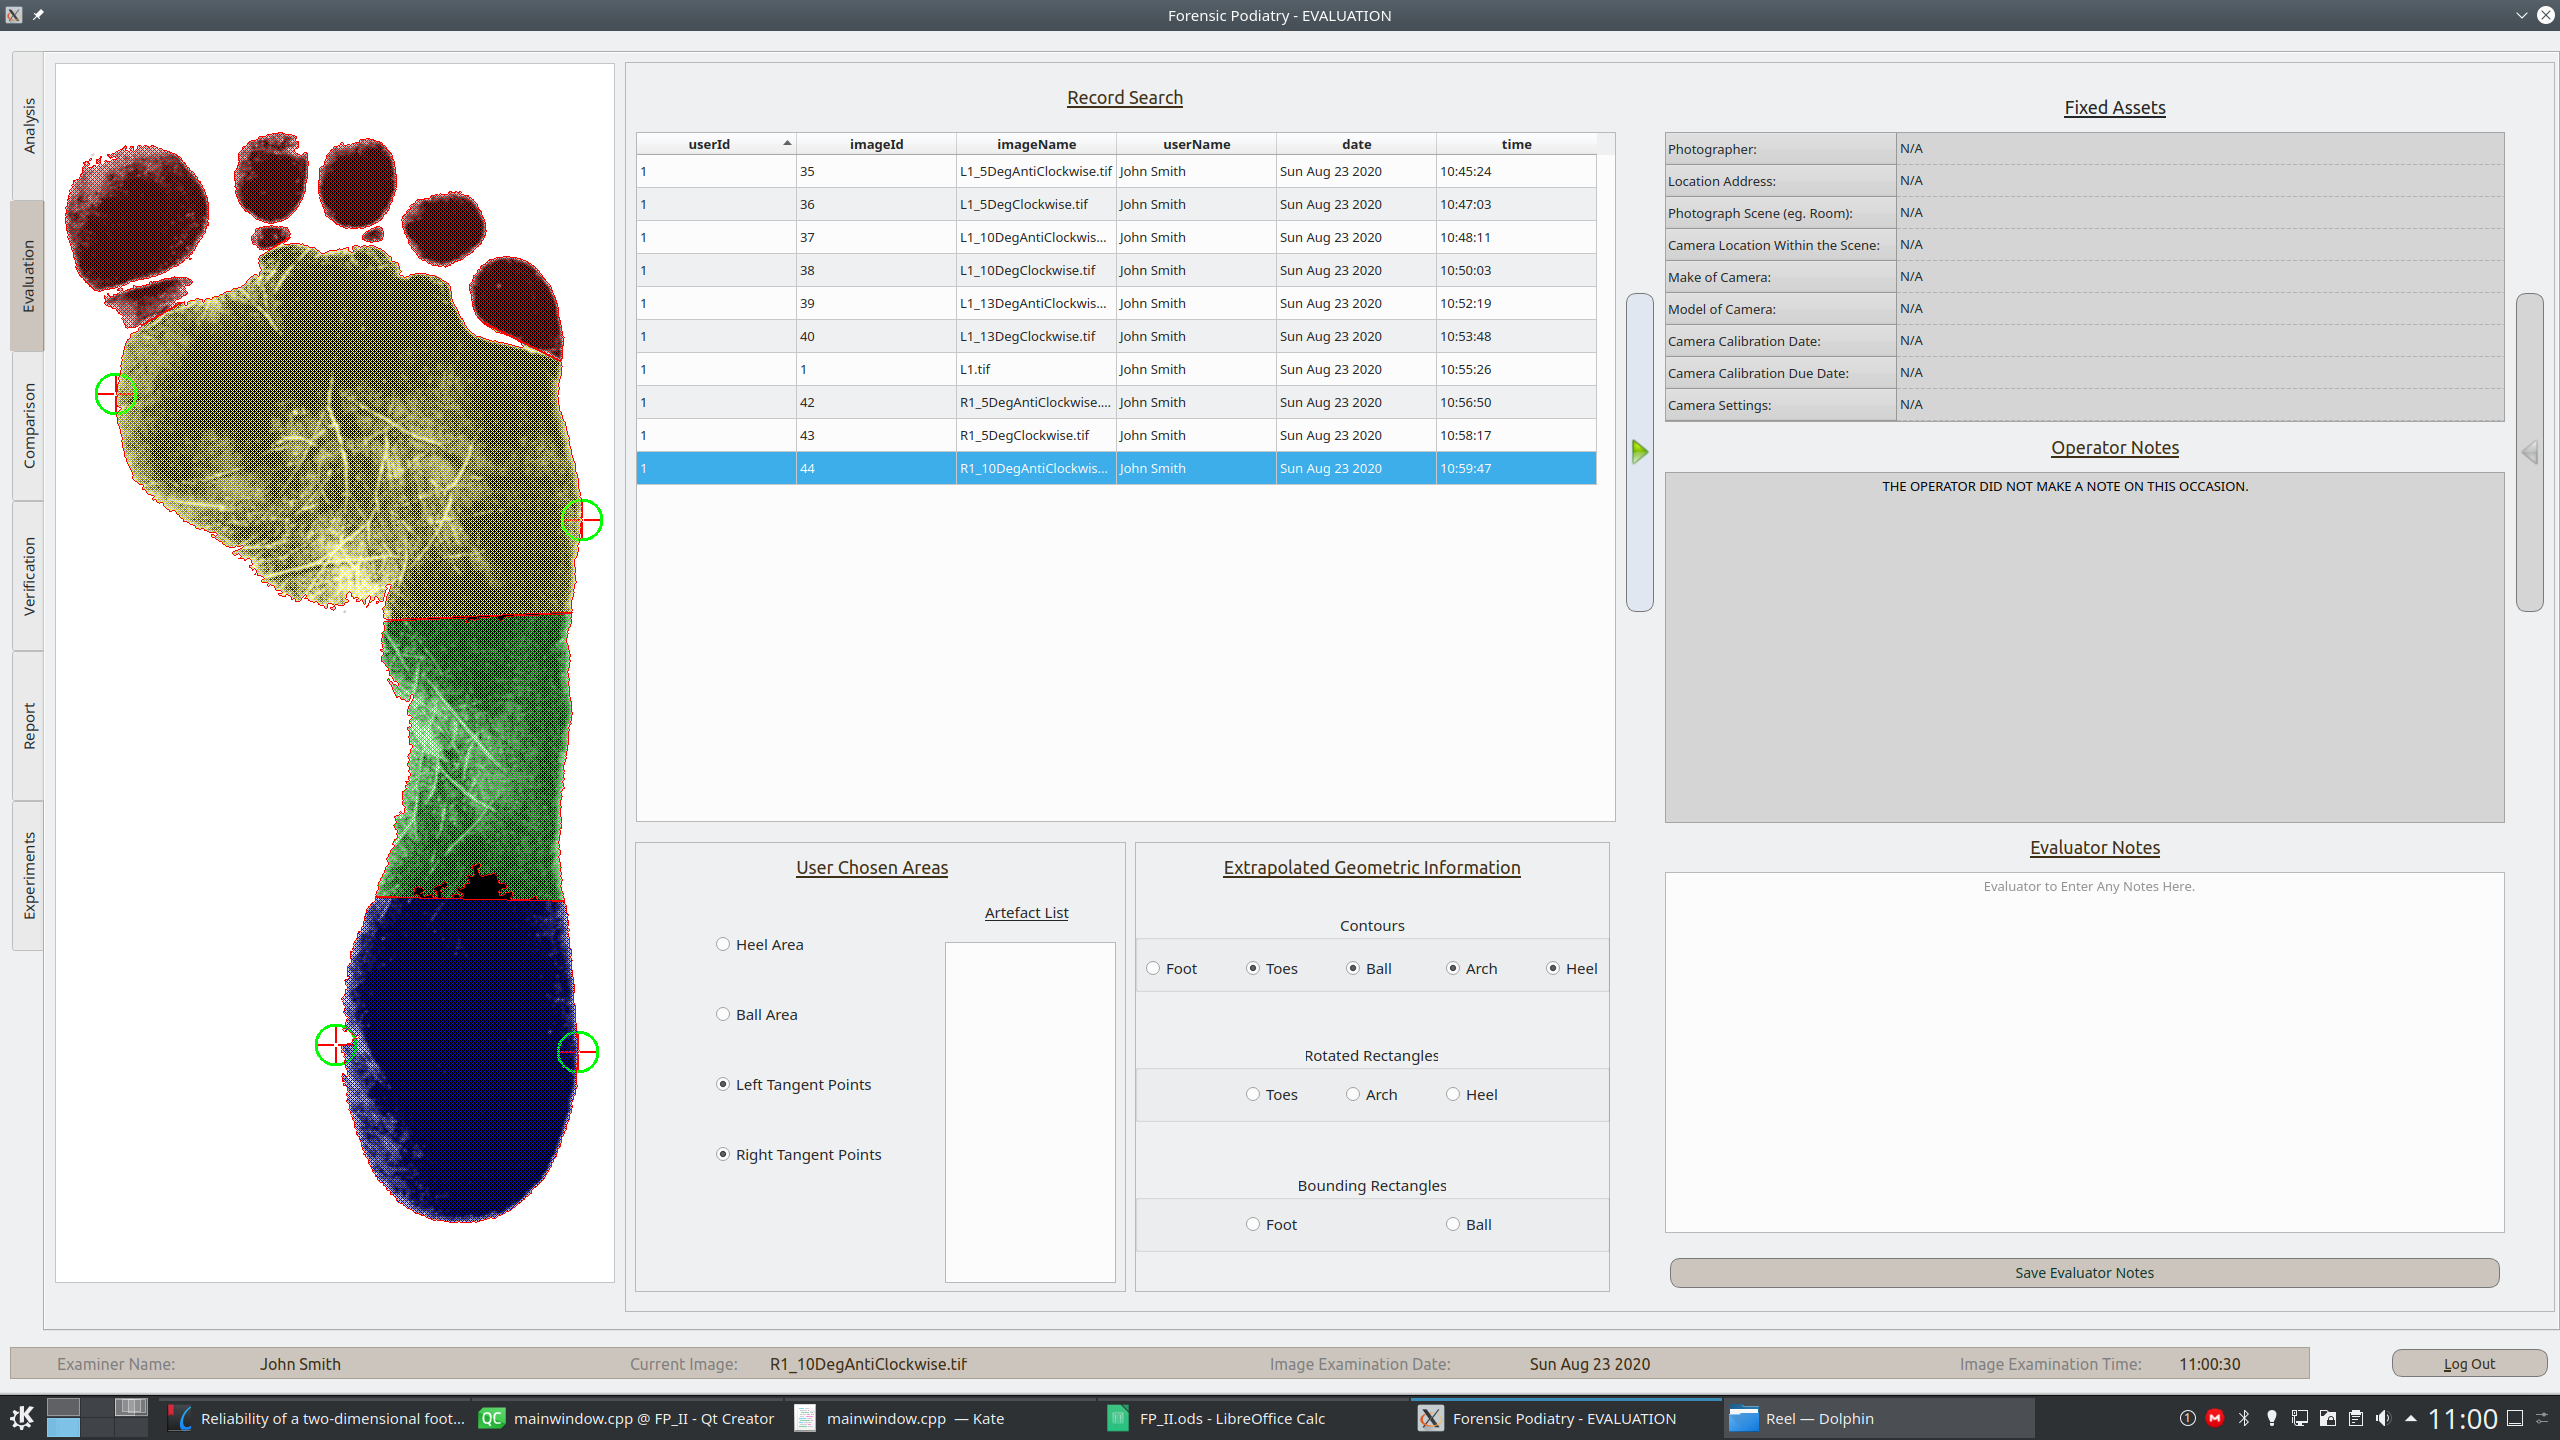 Forensic Podiatry - EVALUATION
Analysis
Evaluation
Comparison
Verification
Report
Experiments
Record Search
userId imageId imageName userName date time
1 35 L1_5DegAntiClockwise.tif John Smith Sun Aug 23 2020 10:45:24
1 36 L1_5DegClockwise.tif John Smith Sun Aug 23 2020 10:47:03
1 37 L1_10DegAntiClockwis... John Smith Sun Aug 23 2020 10:48:11
1 38 L1_10DegClockwise.tif John Smith Sun Aug 23 2020 10:50:03
1 39 L1_13DegAntiClockwis... John Smith Sun Aug 23 2020 10:52:19
1 40 L1_13DegClockwise.tif John Smith Sun Aug 23 2020 10:53:48
1 1 L1.tif John Smith Sun Aug 23 2020 10:55:26
1 42 R1_5DegAntiClockwise.... John Smith Sun Aug 23 2020 10:56:50
1 43 R1_5DegClockwise.tif John Smith Sun Aug 23 2020 10:58:17
1 44 R1_10DegAntiClockwis... John Smith Sun Aug 23 2020 10:59:47
User Chosen Areas
Artefact List
Heel Area
Ball Area
Left Tangent Points
Right Tangent Points
Extrapolated Geometric Information
Contours
Foot Toes Ball Arch Heel
Rotated Rectangles
Toes Arch Heel
Bounding Rectangles
Foot Ball
Fixed Assets
Photographer: N/A
Location Address: N/A
Photograph Scene (eg. Room): N/A
Camera Location Within the Scene: N/A
Make of Camera: N/A
Model of Camera: N/A
Camera Calibration Date: N/A
Camera Calibration Due Date: N/A
Camera Settings: N/A
Operator Notes
THE OPERATOR DID NOT MAKE A NOTE ON THIS OCCASION.
Evaluator Notes
Evaluator to Enter Any Notes Here.
Save Evaluator Notes
Examiner Name: John Smith Current Image: R1_10DegAntiClockwise.tif Image Examination Date: Sun Aug 23 2020 Image Examination Time: 11:00:30 Log Out
Reliability of a two-dimensional foot... QC mainwindow.cpp @ FP_II - Qt Creator mainwindow.cpp — Kate FP_II.ods - LibreOffice Calc Forensic Podiatry - EVALUATION Reel — Dolphin 1 M 11:00